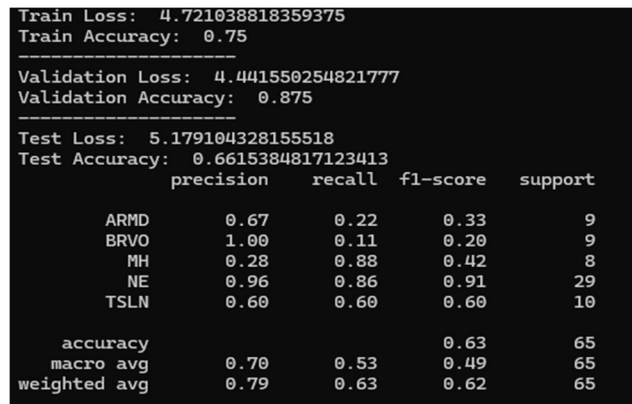 Train Loss:  4.721038818359375
Train Accuracy:  0.75
--------------------
Validation Loss:  4.441550254821777
Validation Accuracy:  0.875
--------------------
Test Loss:  5.179104328155518
Test Accuracy:  0.6615384817123413
              precision    recall  f1-score   support

        ARMD       0.67      0.22      0.33         9
        BRVO       1.00      0.11      0.20         9
          MH       0.28      0.88      0.42         8
          NE       0.96      0.86      0.91        29
        TSLN       0.60      0.60      0.60        10

    accuracy                           0.63        65
   macro avg       0.70      0.53      0.49        65
weighted avg       0.79      0.63      0.62        65